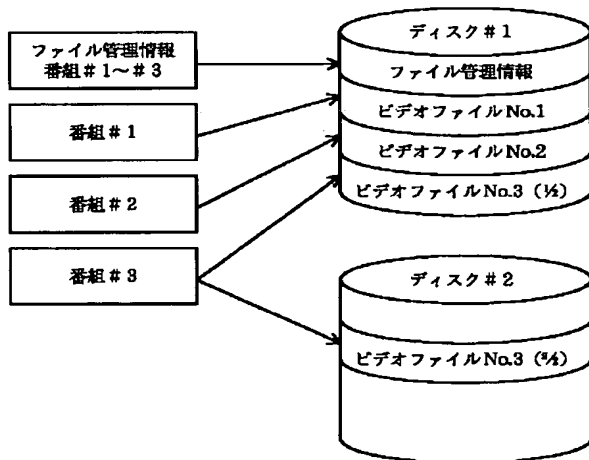 ファイル管理情報
番組#1～#3
番組#1
番組#2
番組#3
ディスク#1
ファイル管理情報
ビデオファイルNo.1
ビデオファイルNo.2
ビデオファイルNo.3（½）
ディスク#2
ビデオファイルNo.3（²⁄₂）